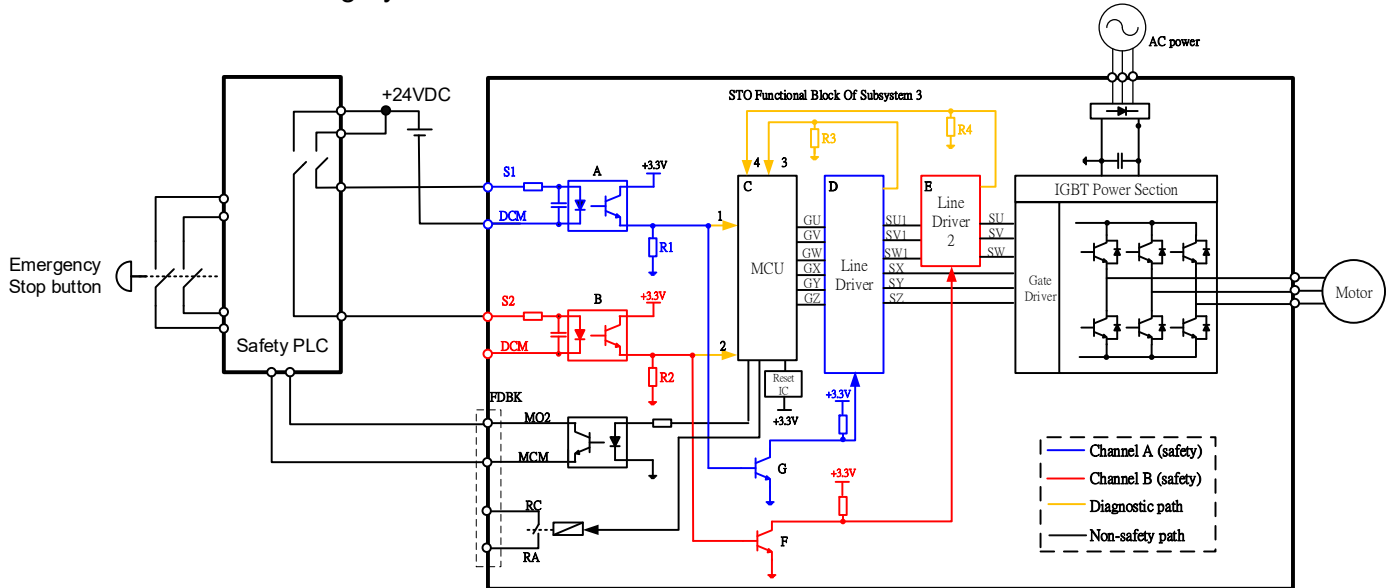 AC power
+24VDC
STO Functional Block Of Subsystem 3
R4
R3
S1
A
+3.3V
4
3
C
D
E
IGBT Power Section
DCM
1
R1
GU
GV
GW
GX
GY
GZ
MCU
Line
Driver
SU1
SV1
SW1
SX
SY
SZ
Line
Driver
2
SU
SV
SW
Gate
Driver
Motor
Emergency
Stop button
S2
B
+3.3V
DCM
2
R2
Safety PLC
Reset
IC
+3.3V
+3.3V
FDBK
MO2
MCM
G
+3.3V
F
RC
RA
Channel A (safety)
Channel B (safety)
Diagnostic path
Non-safety path